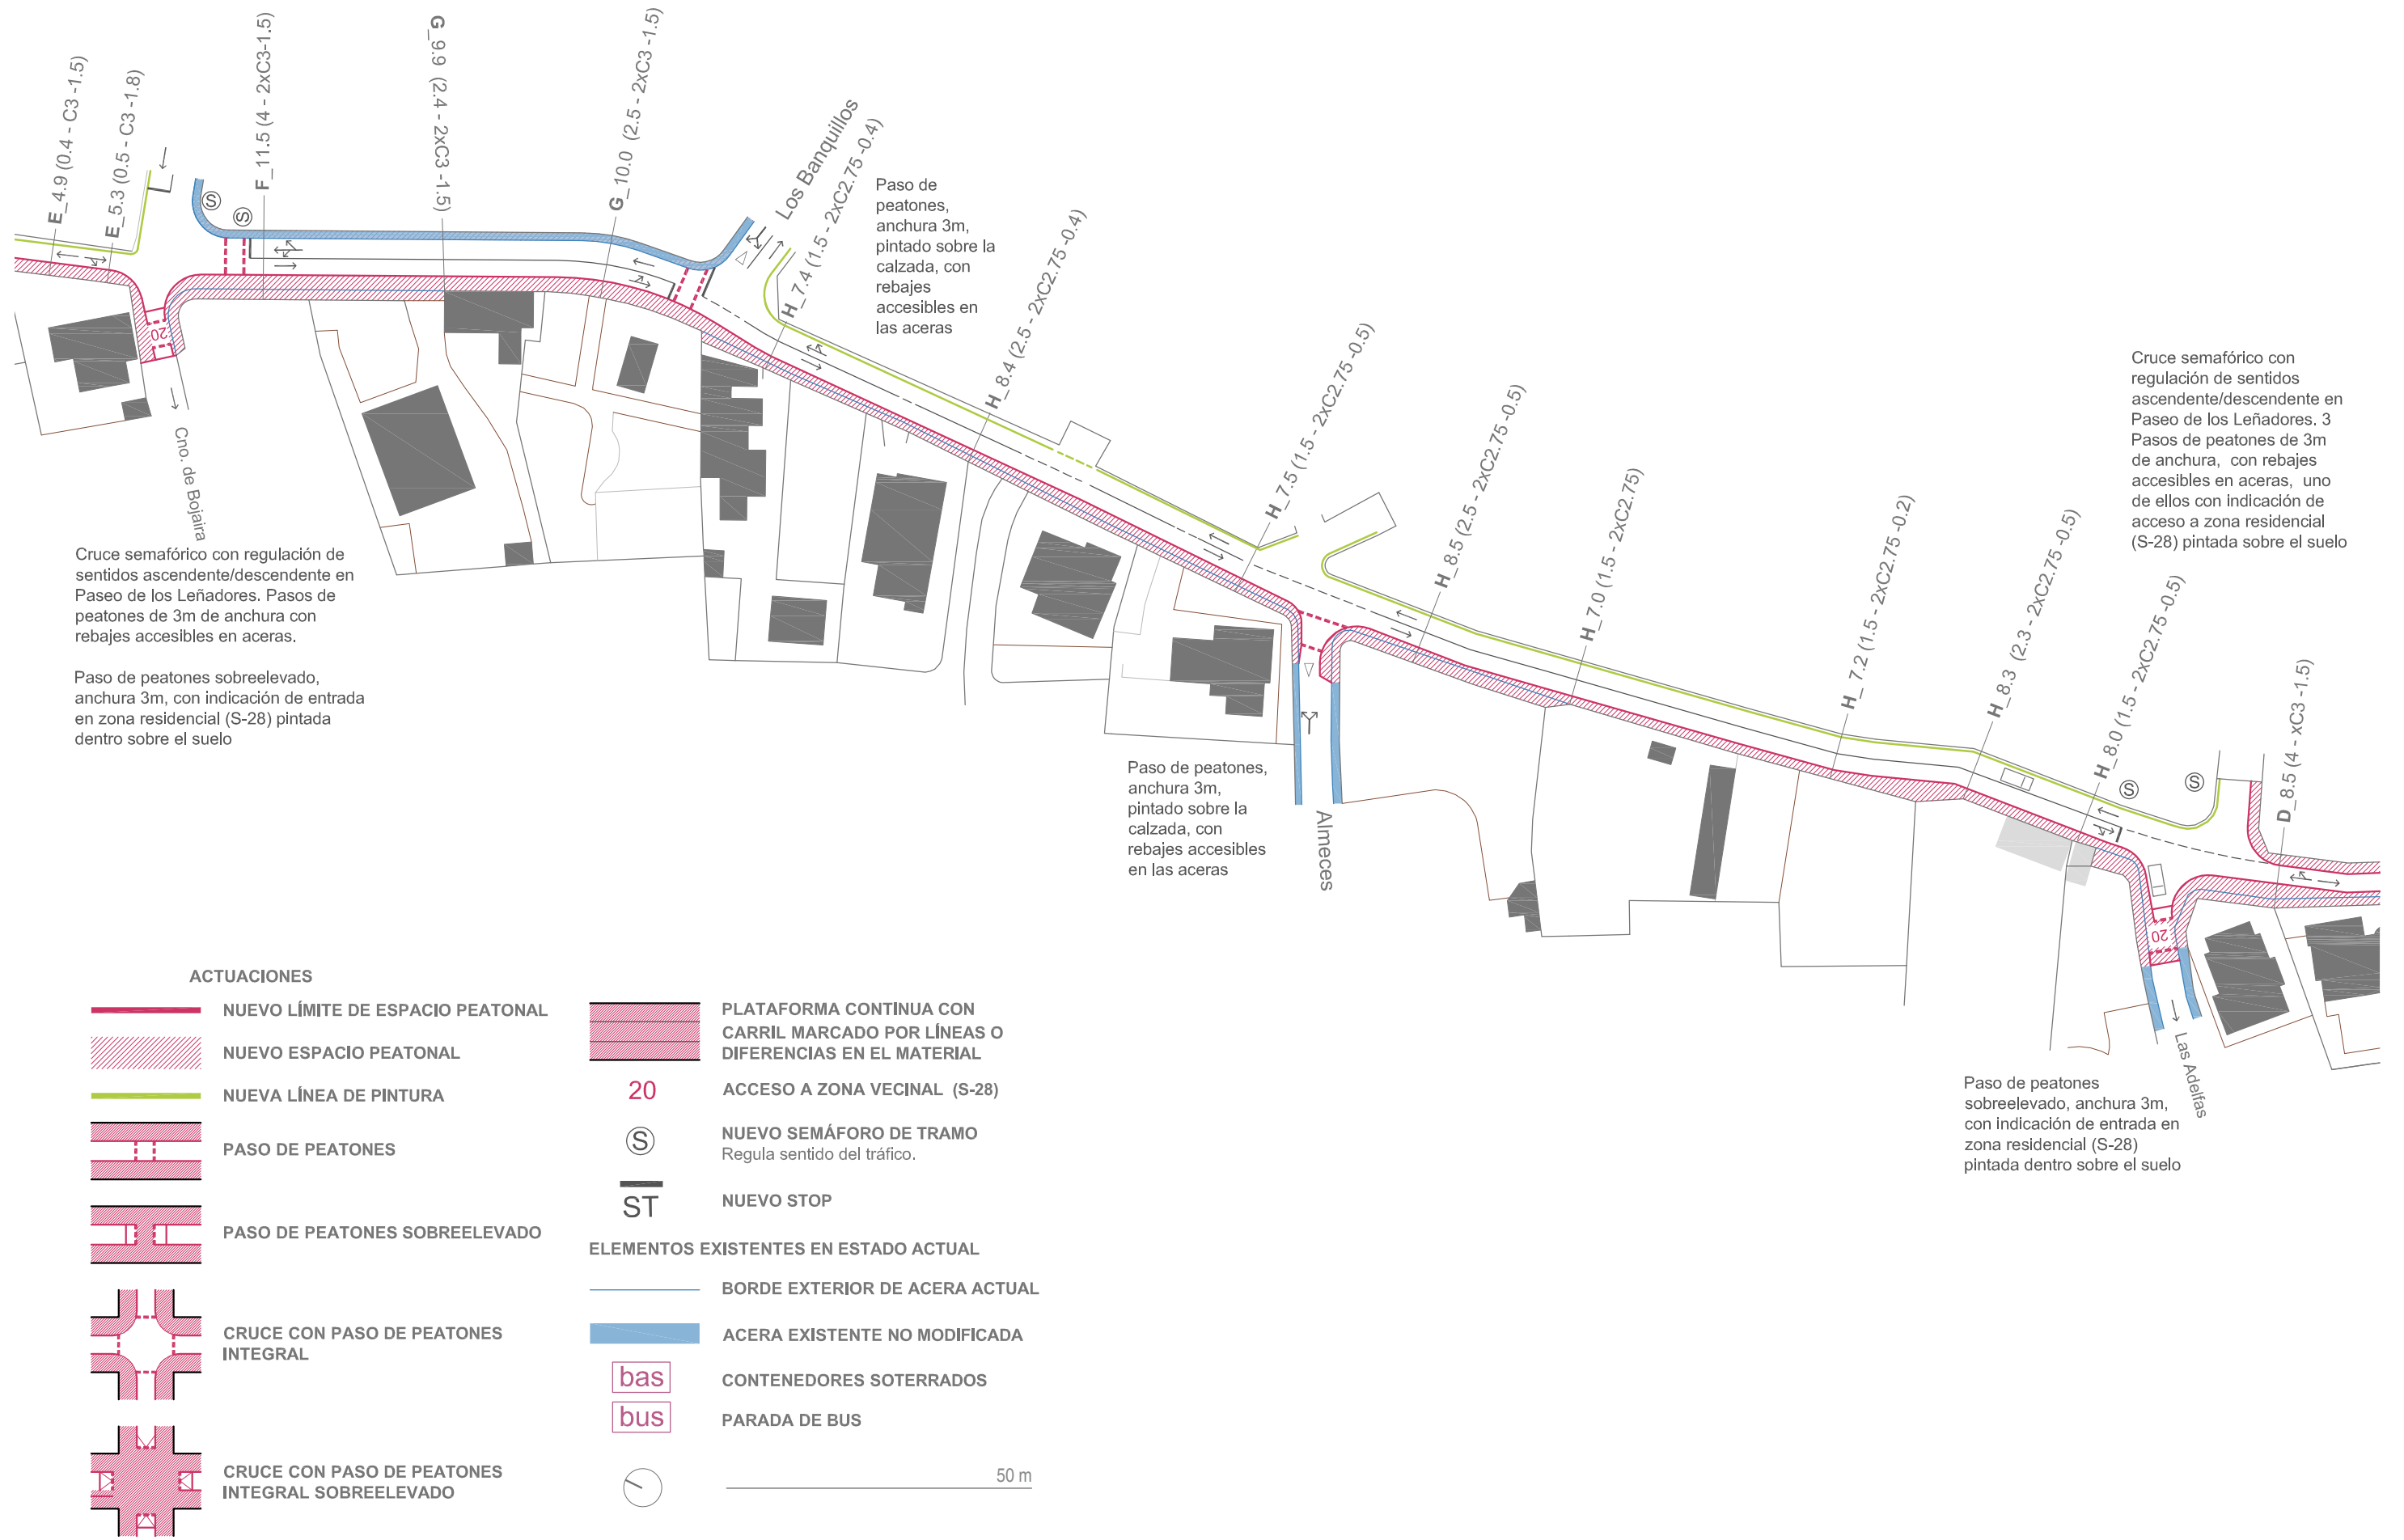 E_4.9 (0.4 - C3 -1.5)
E_5.3 (0.5 - C3 -1.8)
F_11.5 (4 - 2xC3-1.5)
G_9.9 (2.4 - 2xC3 -1.5)
G_10.0 (2.5 - 2xC3 -1.5)
Los Banquillos
H_7.4 (1.5 - 2xC2.75 -0.4)
Paso de
peatones,
anchura 3m,
pintado sobre la
calzada, con
rebajes
accesibles en
las aceras
H_8.4 (2.5 - 2xC2.75 -0.4)
H_7.5 (1.5 - 2xC2.75 -0.5)
H_8.5 (2.5 - 2xC2.75 -0.5)
H_7.0 (1.5 - 2xC2.75)
H_7.2 (1.5 - 2xC2.75 -0.2)
H_8.3 (2.3 - 2xC2.75 -0.5)
H_8.0 (1.5 - 2xC2.75 -0.5)
D_8.5 (4 - xC3 -1.5)
Cruce semafórico con
regulación de sentidos
ascendente/descendente en
Paseo de los Leñadores. 3
Pasos de peatones de 3m
de anchura, con rebajes
accesibles en aceras, uno
de ellos con indicación de
acceso a zona residencial
(S-28) pintada sobre el suelo
S
S
20
Cno. de Bojaira
Cruce semafórico con regulación de
sentidos ascendente/descendente en
Paseo de los Leñadores. Pasos de
peatones de 3m de anchura con
rebajes accesibles en aceras.
Paso de peatones sobreelevado,
anchura 3m, con indicación de entrada
en zona residencial (S-28) pintada
dentro sobre el suelo
Paso de peatones,
anchura 3m,
pintado sobre la
calzada, con
rebajes accesibles
en las aceras
Almeces
S
S
20
Las Adelfas
Paso de peatones
sobreelevado, anchura 3m,
con indicación de entrada en
zona residencial (S-28)
pintada dentro sobre el suelo
ACTUACIONES
NUEVO LÍMITE DE ESPACIO PEATONAL
NUEVO ESPACIO PEATONAL
NUEVA LÍNEA DE PINTURA
PASO DE PEATONES
PASO DE PEATONES SOBREELEVADO
CRUCE CON PASO DE PEATONES
INTEGRAL
CRUCE CON PASO DE PEATONES
INTEGRAL SOBREELEVADO
PLATAFORMA CONTINUA CON
CARRIL MARCADO POR LÍNEAS O
DIFERENCIAS EN EL MATERIAL
20 ACCESO A ZONA VECINAL (S-28)
S NUEVO SEMÁFORO DE TRAMO
Regula sentido del tráfico.
ST NUEVO STOP
ELEMENTOS EXISTENTES EN ESTADO ACTUAL
BORDE EXTERIOR DE ACERA ACTUAL
ACERA EXISTENTE NO MODIFICADA
bas CONTENEDORES SOTERRADOS
bus PARADA DE BUS
50 m